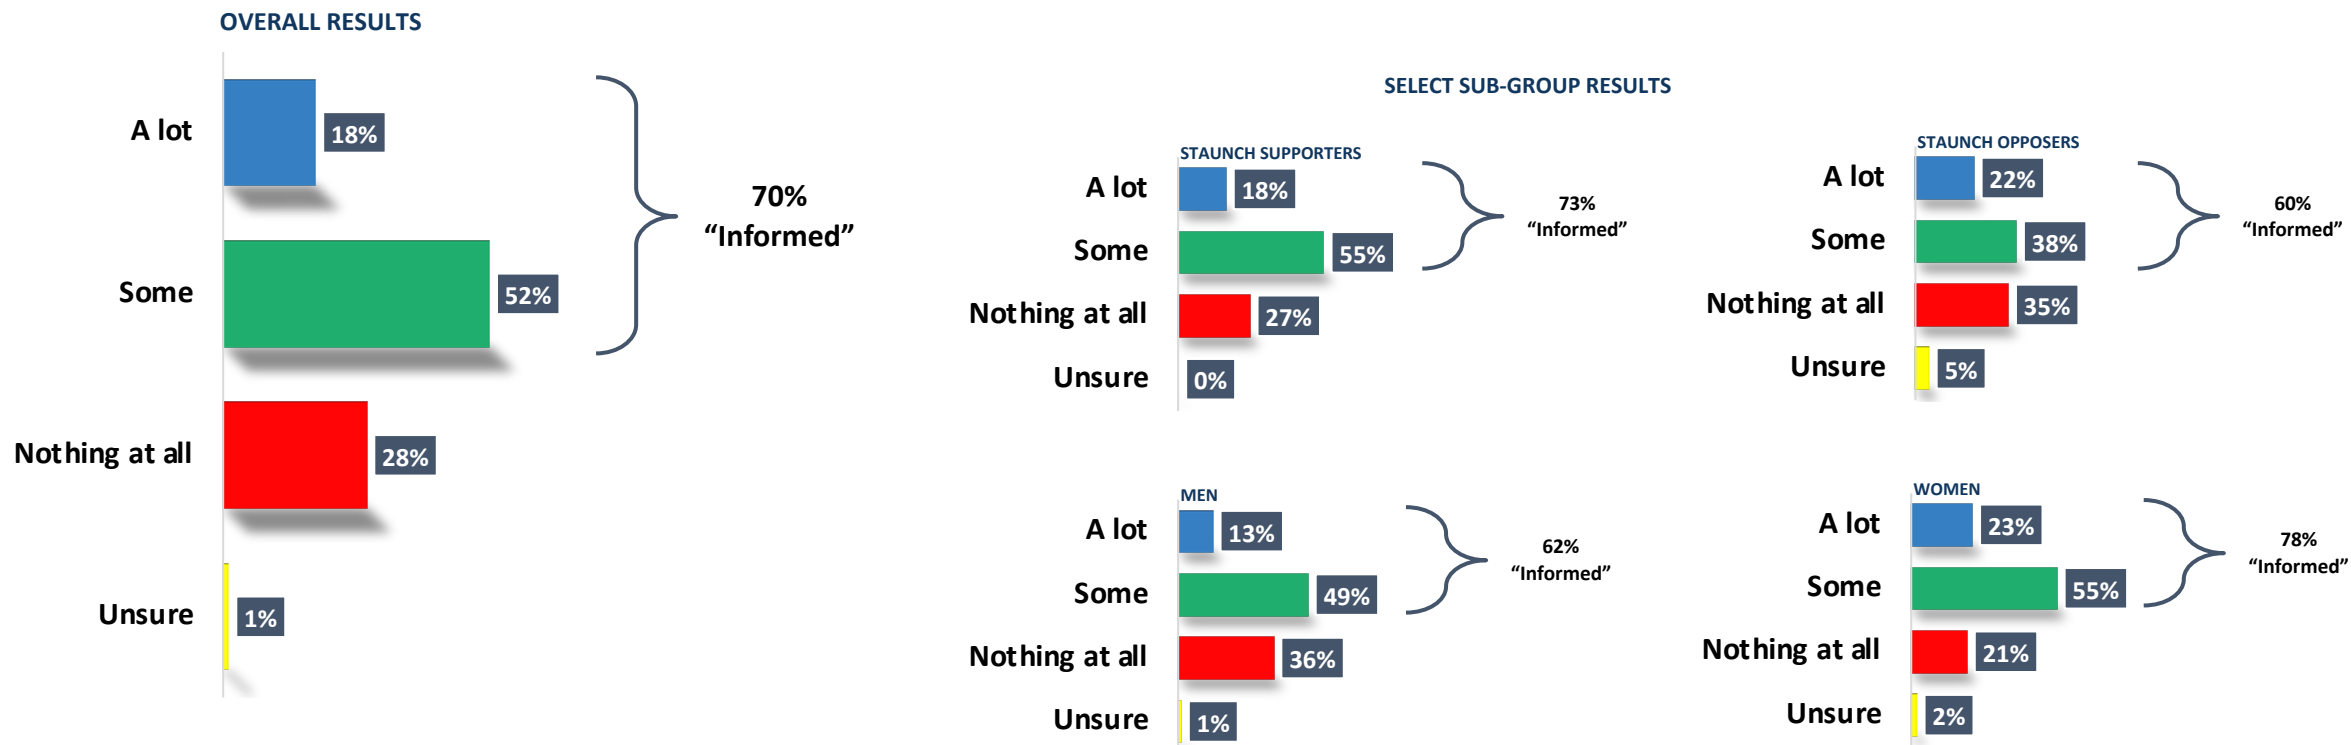 OVERALL RESULTS
A lot
18%
Some
52%
Nothing at all
28%
Unsure
1%
70%
“Informed”
SELECT SUB-GROUP RESULTS
STAUNCH SUPPORTERS
A lot
18%
Some
55%
Nothing at all
27%
Unsure
0%
73%
“Informed”
STAUNCH OPPOSERS
A lot
22%
Some
38%
Nothing at all
35%
Unsure
5%
60%
“Informed”
MEN
A lot
13%
Some
49%
Nothing at all
36%
Unsure
1%
62%
“Informed”
WOMEN
A lot
23%
Some
55%
Nothing at all
21%
Unsure
2%
78%
“Informed”